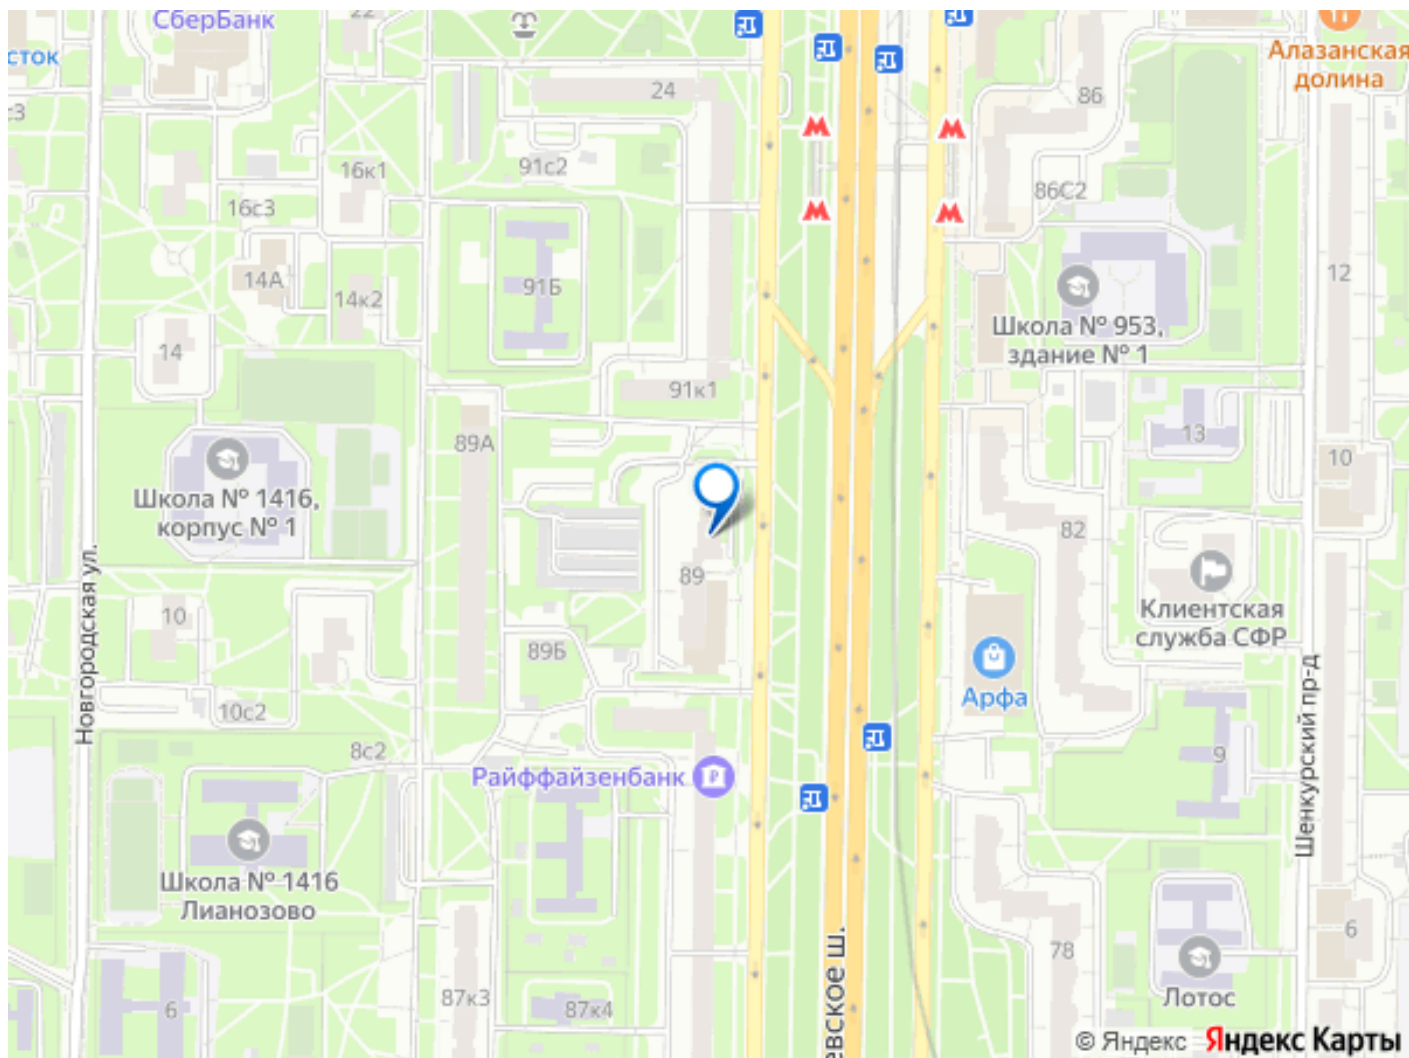 СберБанк
22
сток
Алазанская
долина
24
86
с3
91с2
16к1
16с3
86С2
14А
91Б
14к2
12
Школа № 953,
здание № 1
14
91к1
89А
13
10
Школа № 1416,
корпус № 1
82
89
Клиентская
служба СФР
10
89Б
Новгородская ул.
Арфа
Шенкурский пр-д
10с2
8с2
9
Райффайзенбанк
Школа № 1416
Лианозово
78
6
87к3
87к4
6
Лотос
евское ш.
© Яндекс Яндекс Карты